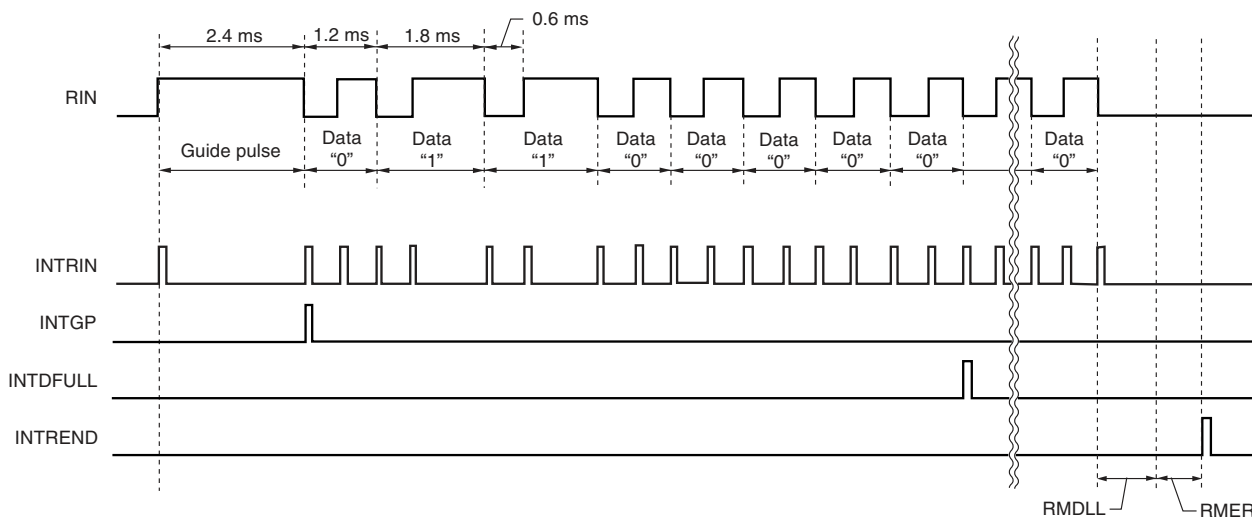 0.6 ms
2.4 ms 1.2 ms 1.8 ms
RIN
Guide pulse
Data "0"
Data "1"
Data "1"
Data "0"
Data "0"
Data "0"
Data "0"
Data "0"
Data "0"
INTRIN
INTGP
INTDFULL
INTREND
RMDLL RMER